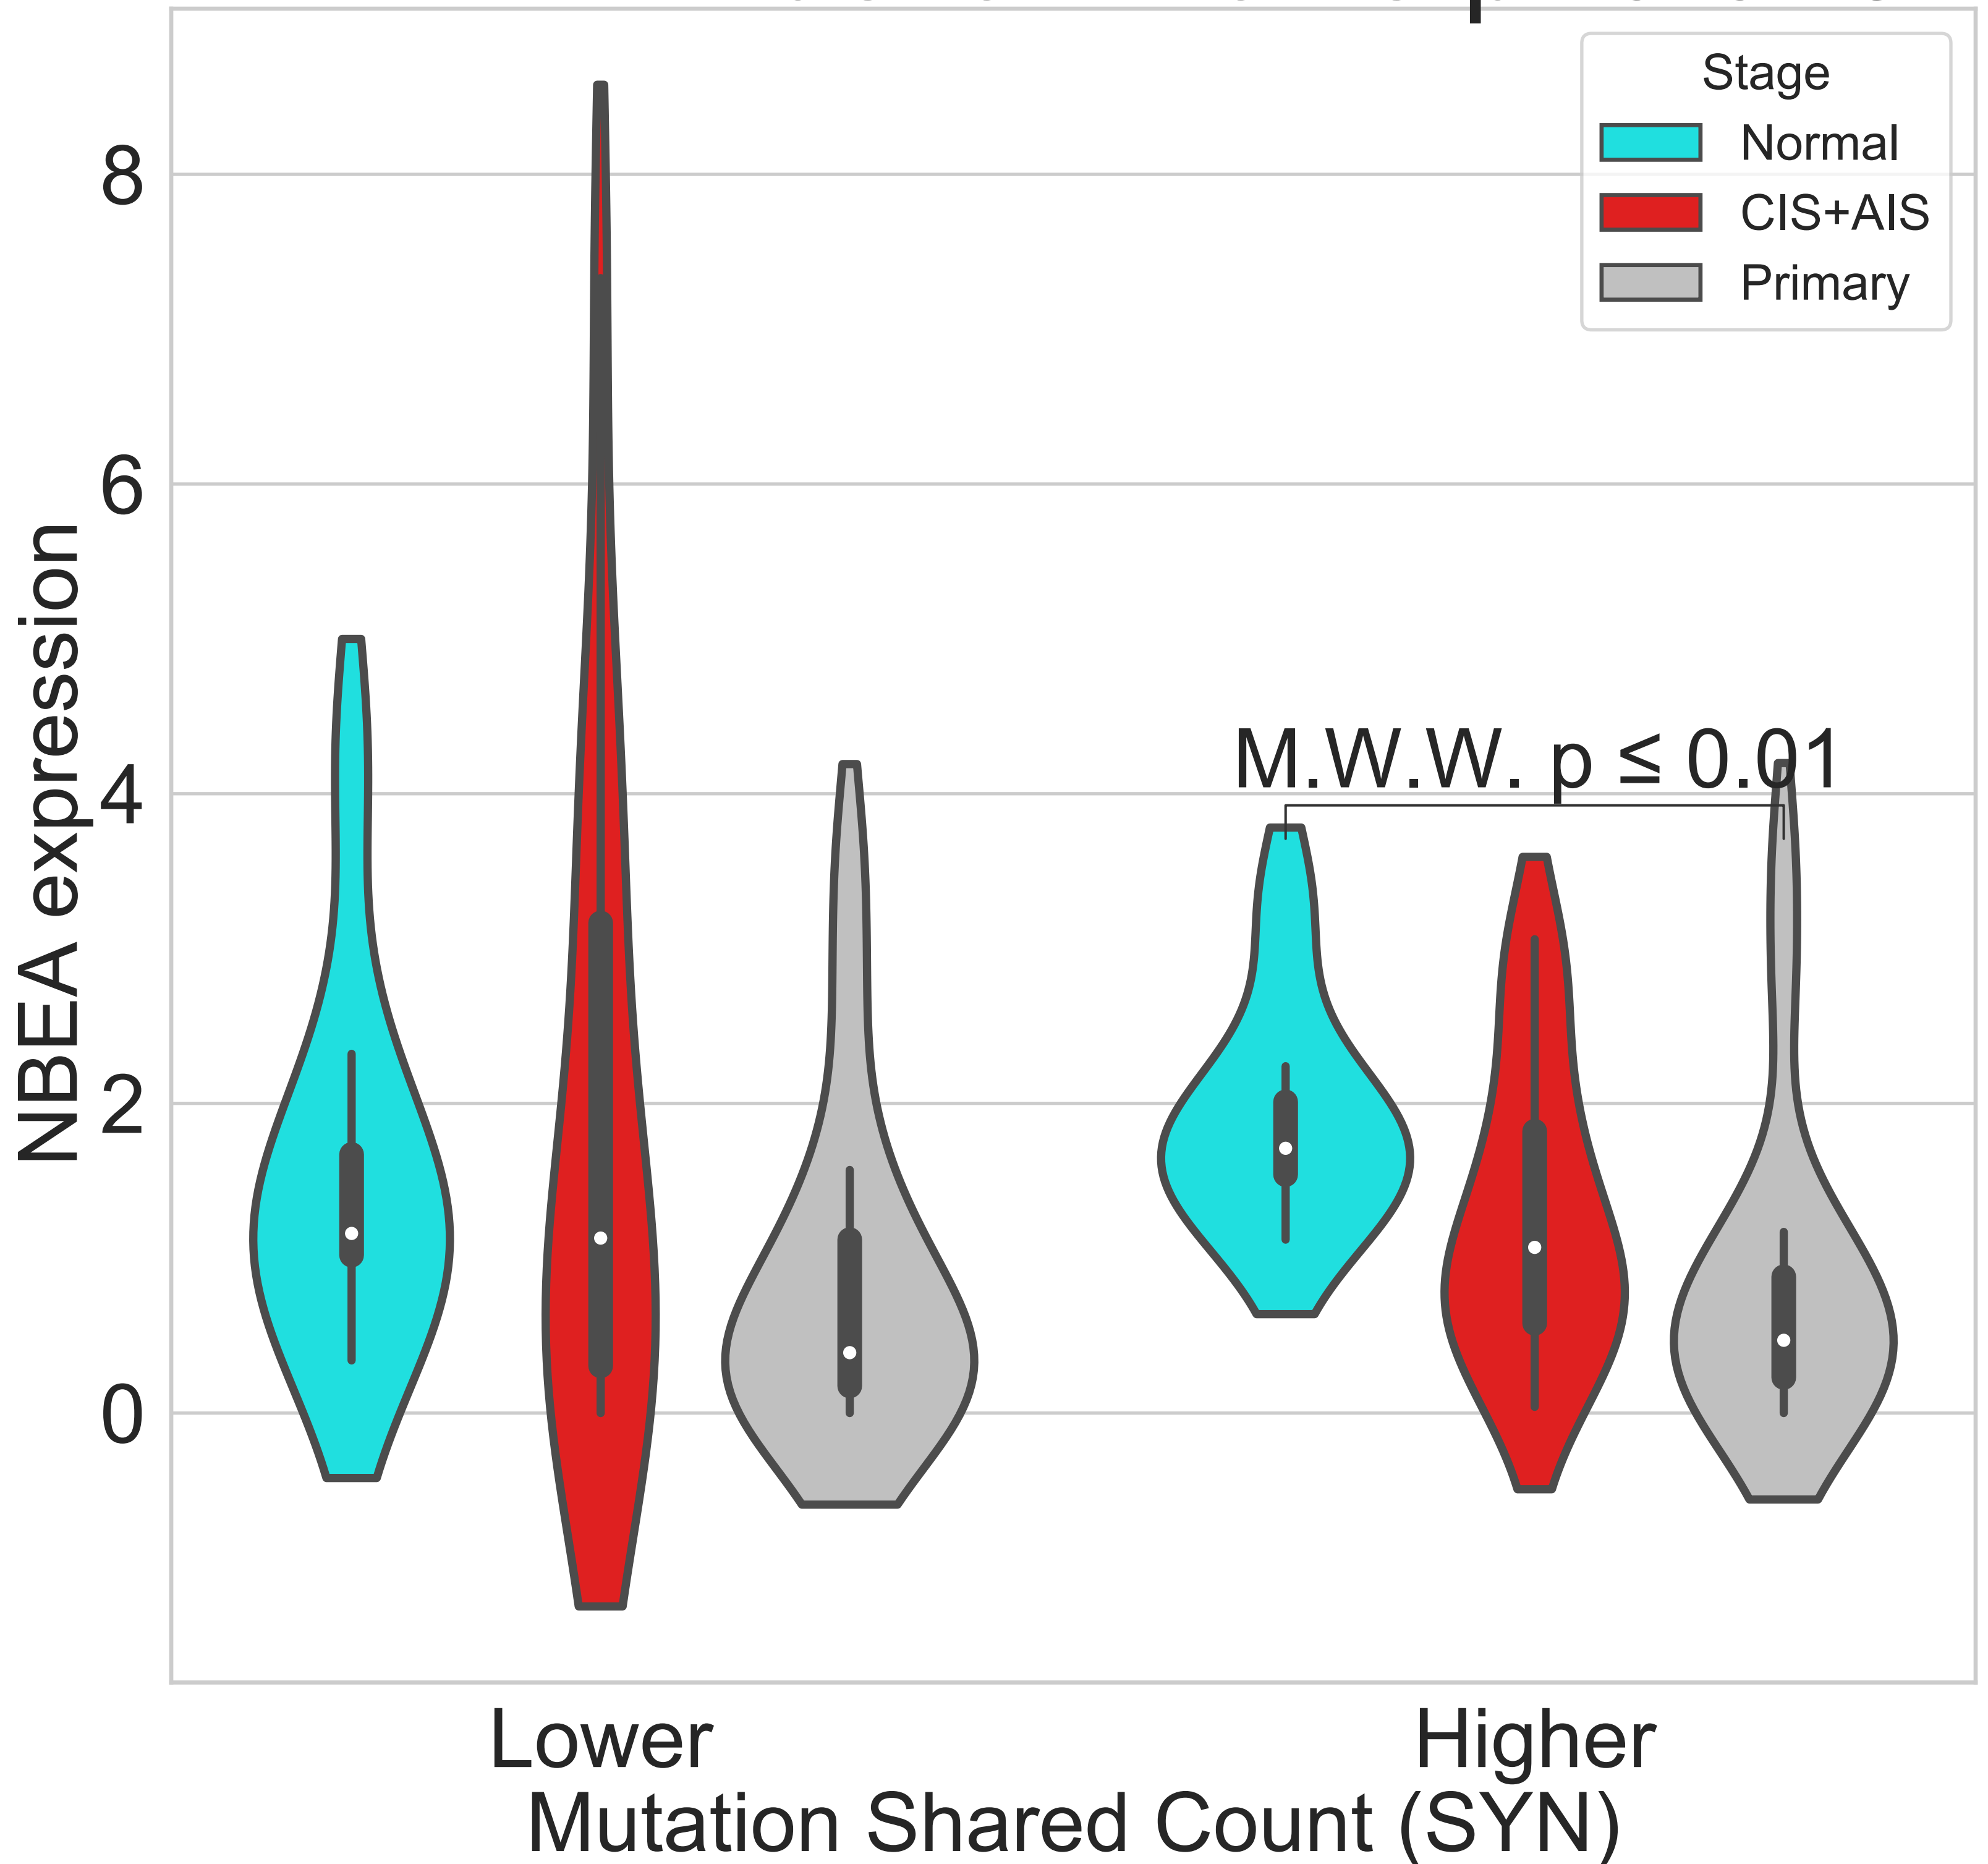 Stage
Normal
CIS+AIS
Primary
8
6
4
2
0
NBEA expression
M.W.W. p ≤ 0.01
Lower
Higher
Mutation Shared Count (SYN)